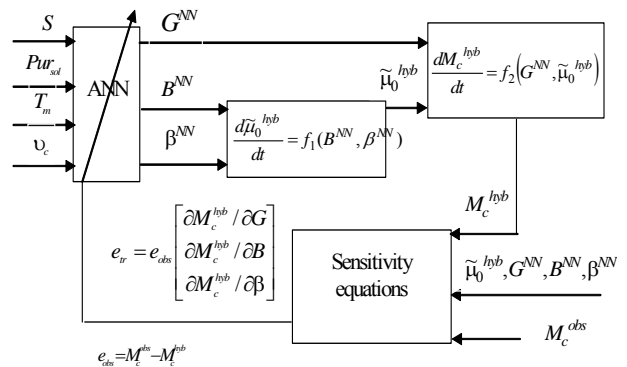 S
Pur_sol
T_m
υ_c
ANN
G^NN
B^NN
β^NN
dμ̃_0^hyb/dt = f_1(B^NN, β^NN)
μ̃_0^hyb
dM_c^hyb/dt = f_2(G^NN, μ̃_0^hyb)
M_c^hyb
e_tr = e_obs [∂M_c^hyb/∂G
∂M_c^hyb/∂B
∂M_c^hyb/∂β]
Sensitivity
equations
μ̃_0^hyb, G^NN, B^NN, β^NN
M_c^obs
e_obs = M_c^obs − M_c^hyb